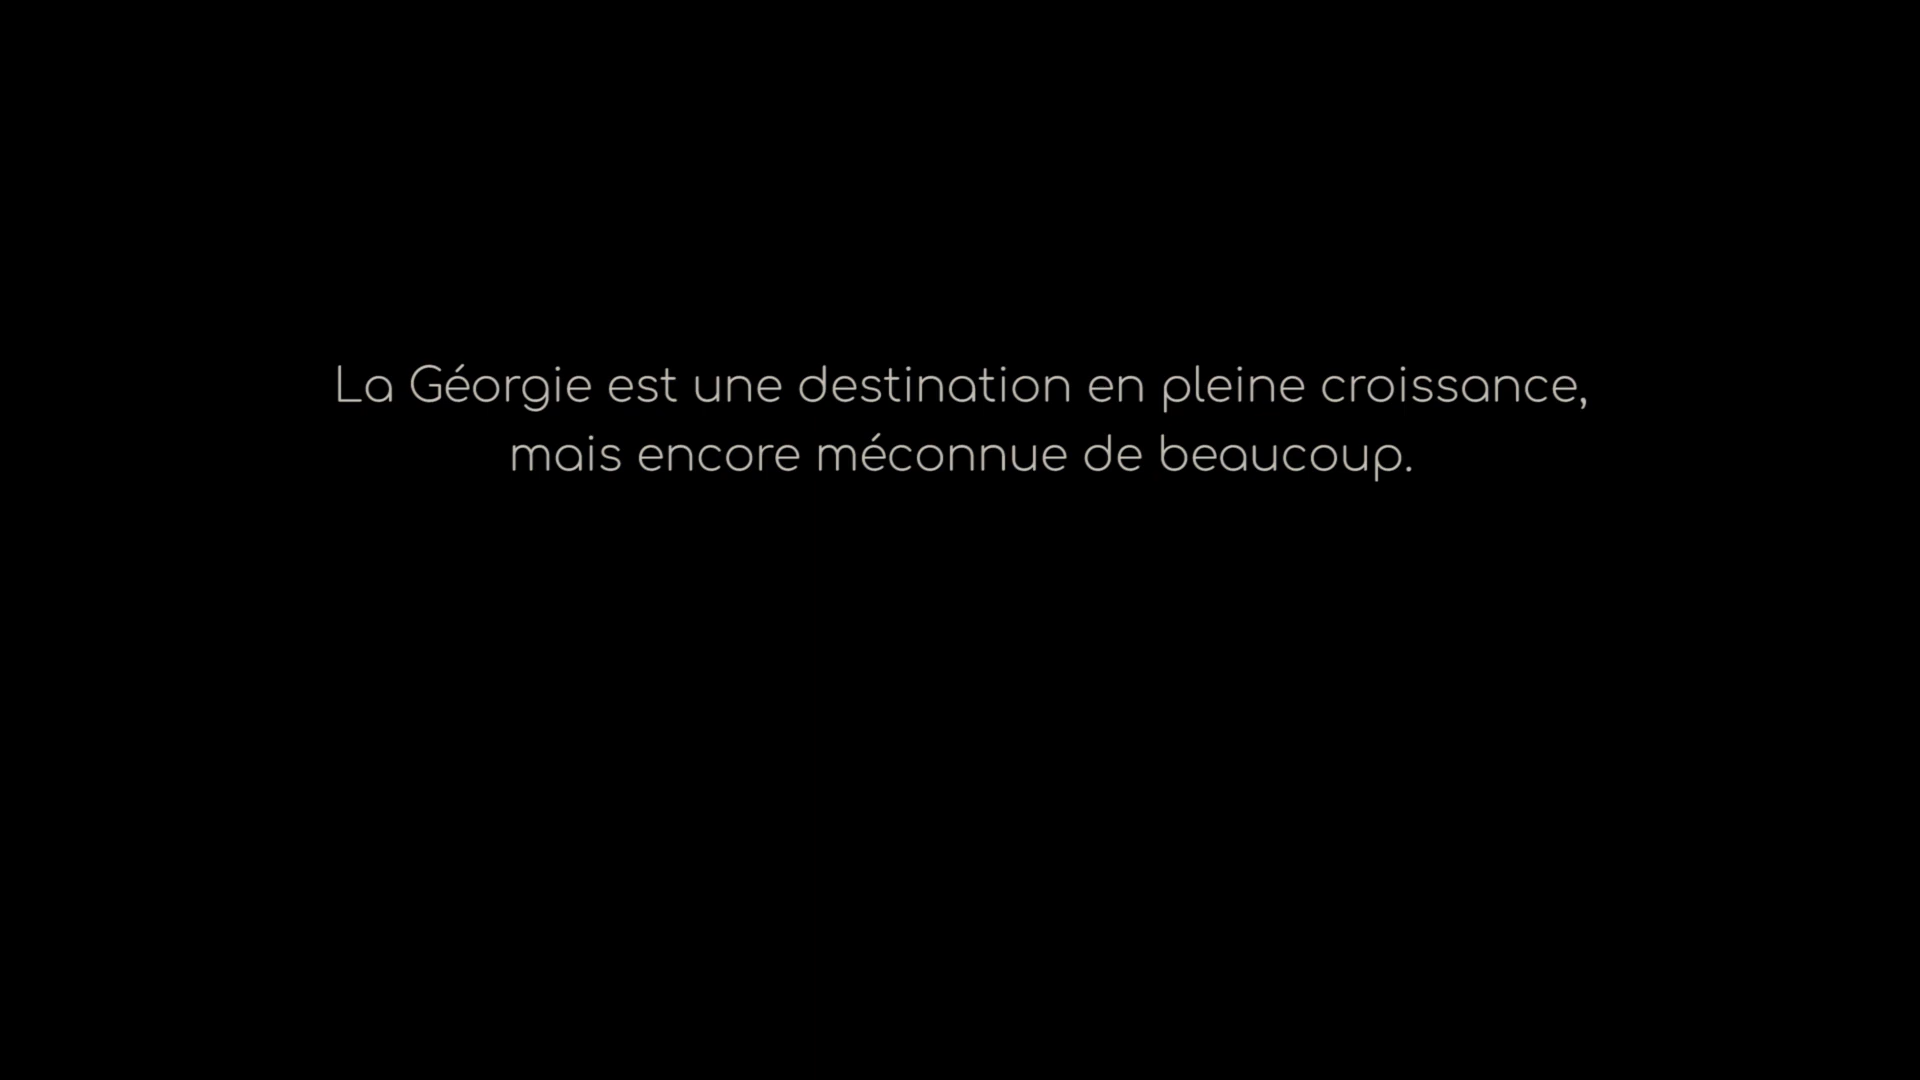 La Géorgie est une destination en pleine croissance,
mais encore méconnue de beaucoup.